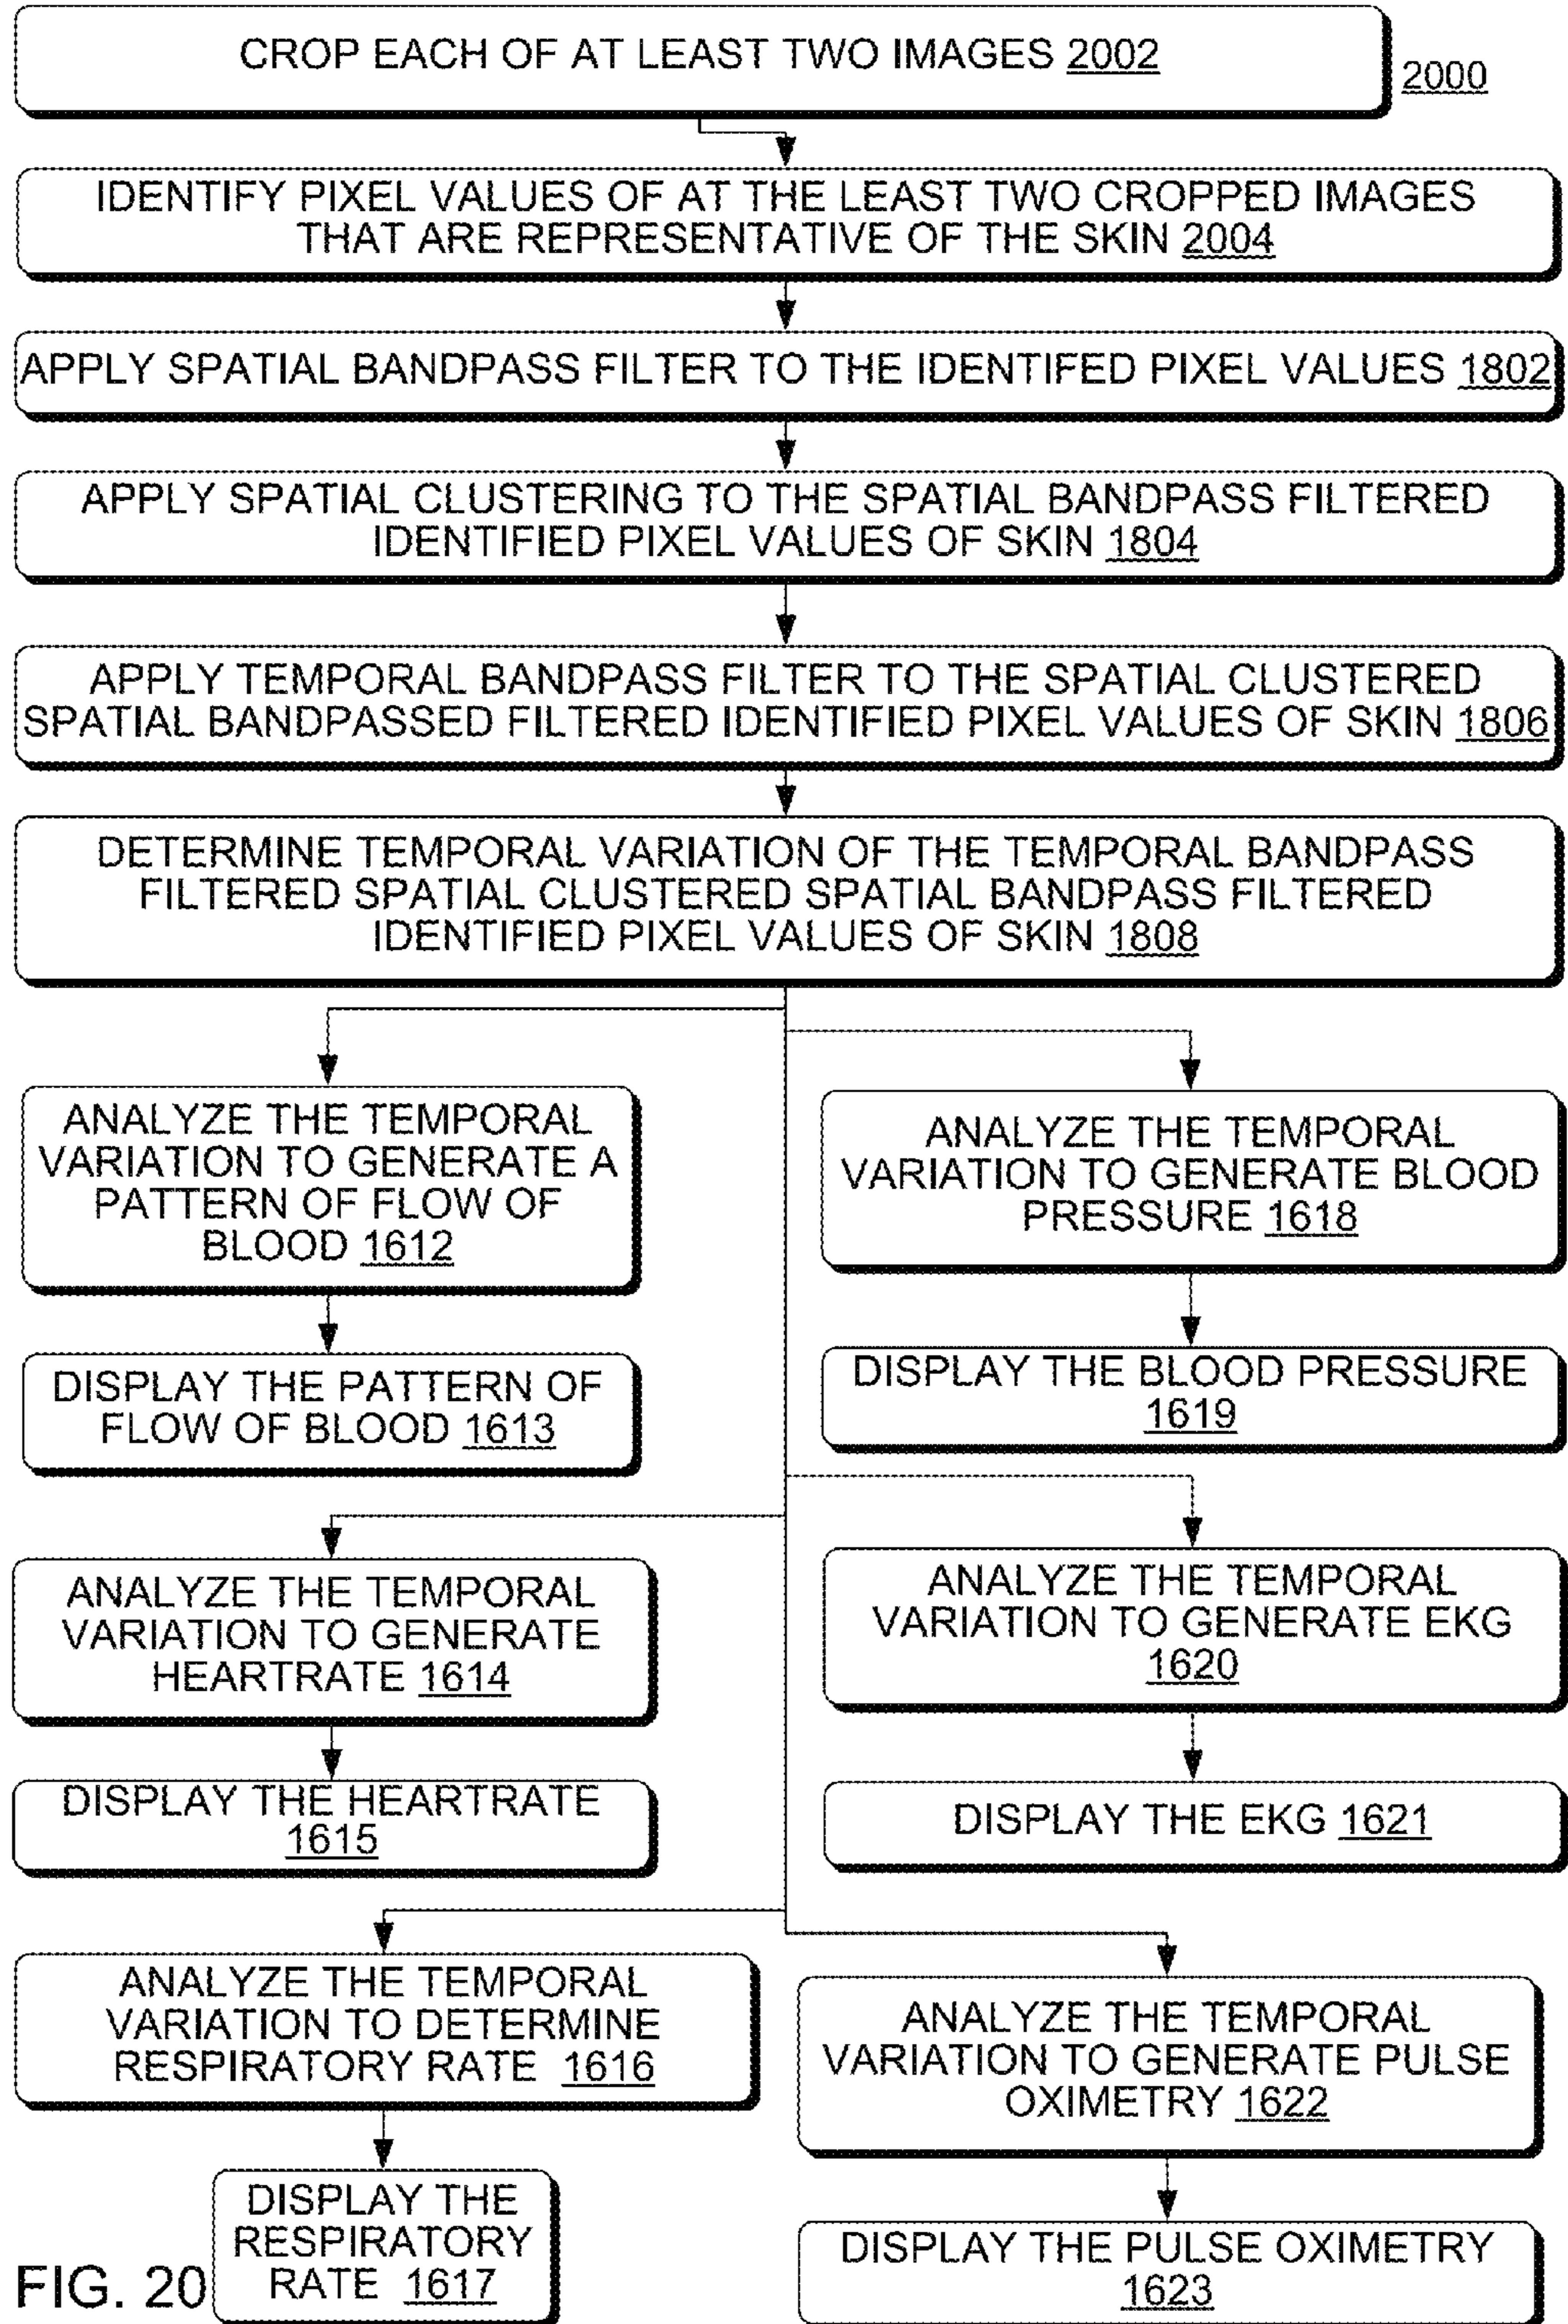 CROP EACH OF AT LEAST TWO IMAGES 2002
2000
IDENTIFY PIXEL VALUES OF AT THE LEAST TWO CROPPED IMAGES
THAT ARE REPRESENTATIVE OF THE SKIN 2004
APPLY SPATIAL BANDPASS FILTER TO THE IDENTIFED PIXEL VALUES 1802
APPLY SPATIAL CLUSTERING TO THE SPATIAL BANDPASS FILTERED
IDENTIFIED PIXEL VALUES OF SKIN 1804
APPLY TEMPORAL BANDPASS FILTER TO THE SPATIAL CLUSTERED
SPATIAL BANDPASSED FILTERED IDENTIFIED PIXEL VALUES OF SKIN 1806
DETERMINE TEMPORAL VARIATION OF THE TEMPORAL BANDPASS
FILTERED SPATIAL CLUSTERED SPATIAL BANDPASS FILTERED
IDENTIFIED PIXEL VALUES OF SKIN 1808
ANALYZE THE TEMPORAL
VARIATION TO GENERATE A
PATTERN OF FLOW OF
BLOOD 1612
ANALYZE THE TEMPORAL
VARIATION TO GENERATE BLOOD
PRESSURE 1618
DISPLAY THE PATTERN OF
FLOW OF BLOOD 1613
DISPLAY THE BLOOD PRESSURE
1619
ANALYZE THE TEMPORAL
VARIATION TO GENERATE
HEARTRATE 1614
ANALYZE THE TEMPORAL
VARIATION TO GENERATE EKG
1620
DISPLAY THE HEARTRATE
1615
DISPLAY THE EKG 1621
ANALYZE THE TEMPORAL
VARIATION TO DETERMINE
RESPIRATORY RATE 1616
ANALYZE THE TEMPORAL
VARIATION TO GENERATE PULSE
OXIMETRY 1622
DISPLAY THE
RESPIRATORY
RATE 1617
DISPLAY THE PULSE OXIMETRY
1623
FIG. 20